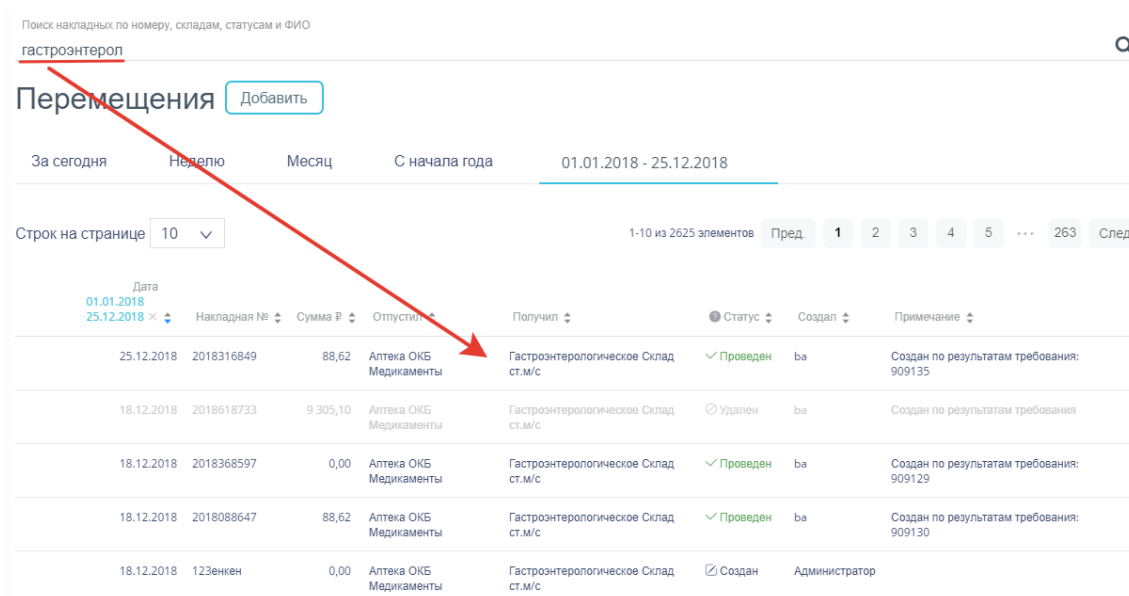 Поиск накладных по номеру, складам, статусам и ФИО
гастроэнтерол
Перемещения Добавить
За сегодня Неделю Месяц С начала года 01.01.2018 - 25.12.2018
Строк на странице 10 1-10 из 2625 элементов Пред. 1 2 3 4 5 ··· 263 След
Дата
01.01.2018
25.12.2018 Накладная № Сумма ₽ Отпустил Получил Статус Создал Примечание
25.12.2018 2018316849 88,62 Аптека ОКБ Гастроэнтерологическое Склад Проведен ba Создан по результатам требования:
Медикаменты ст.м/с 909135
18.12.2018 2018618733 9 305,10 Аптека ОКБ Гастроэнтерологическое Склад Удален ba Создан по результатам требования
Медикаменты ст.м/с
18.12.2018 2018368597 0,00 Аптека ОКБ Гастроэнтерологическое Склад Проведен ba Создан по результатам требования:
Медикаменты ст.м/с 909129
18.12.2018 2018088647 88,62 Аптека ОКБ Гастроэнтерологическое Склад Проведен ba Создан по результатам требования:
Медикаменты ст.м/с 909130
18.12.2018 123енкен 0,00 Аптека ОКБ Гастроэнтерологическое Склад Создан Администратор
Медикаменты ст.м/с